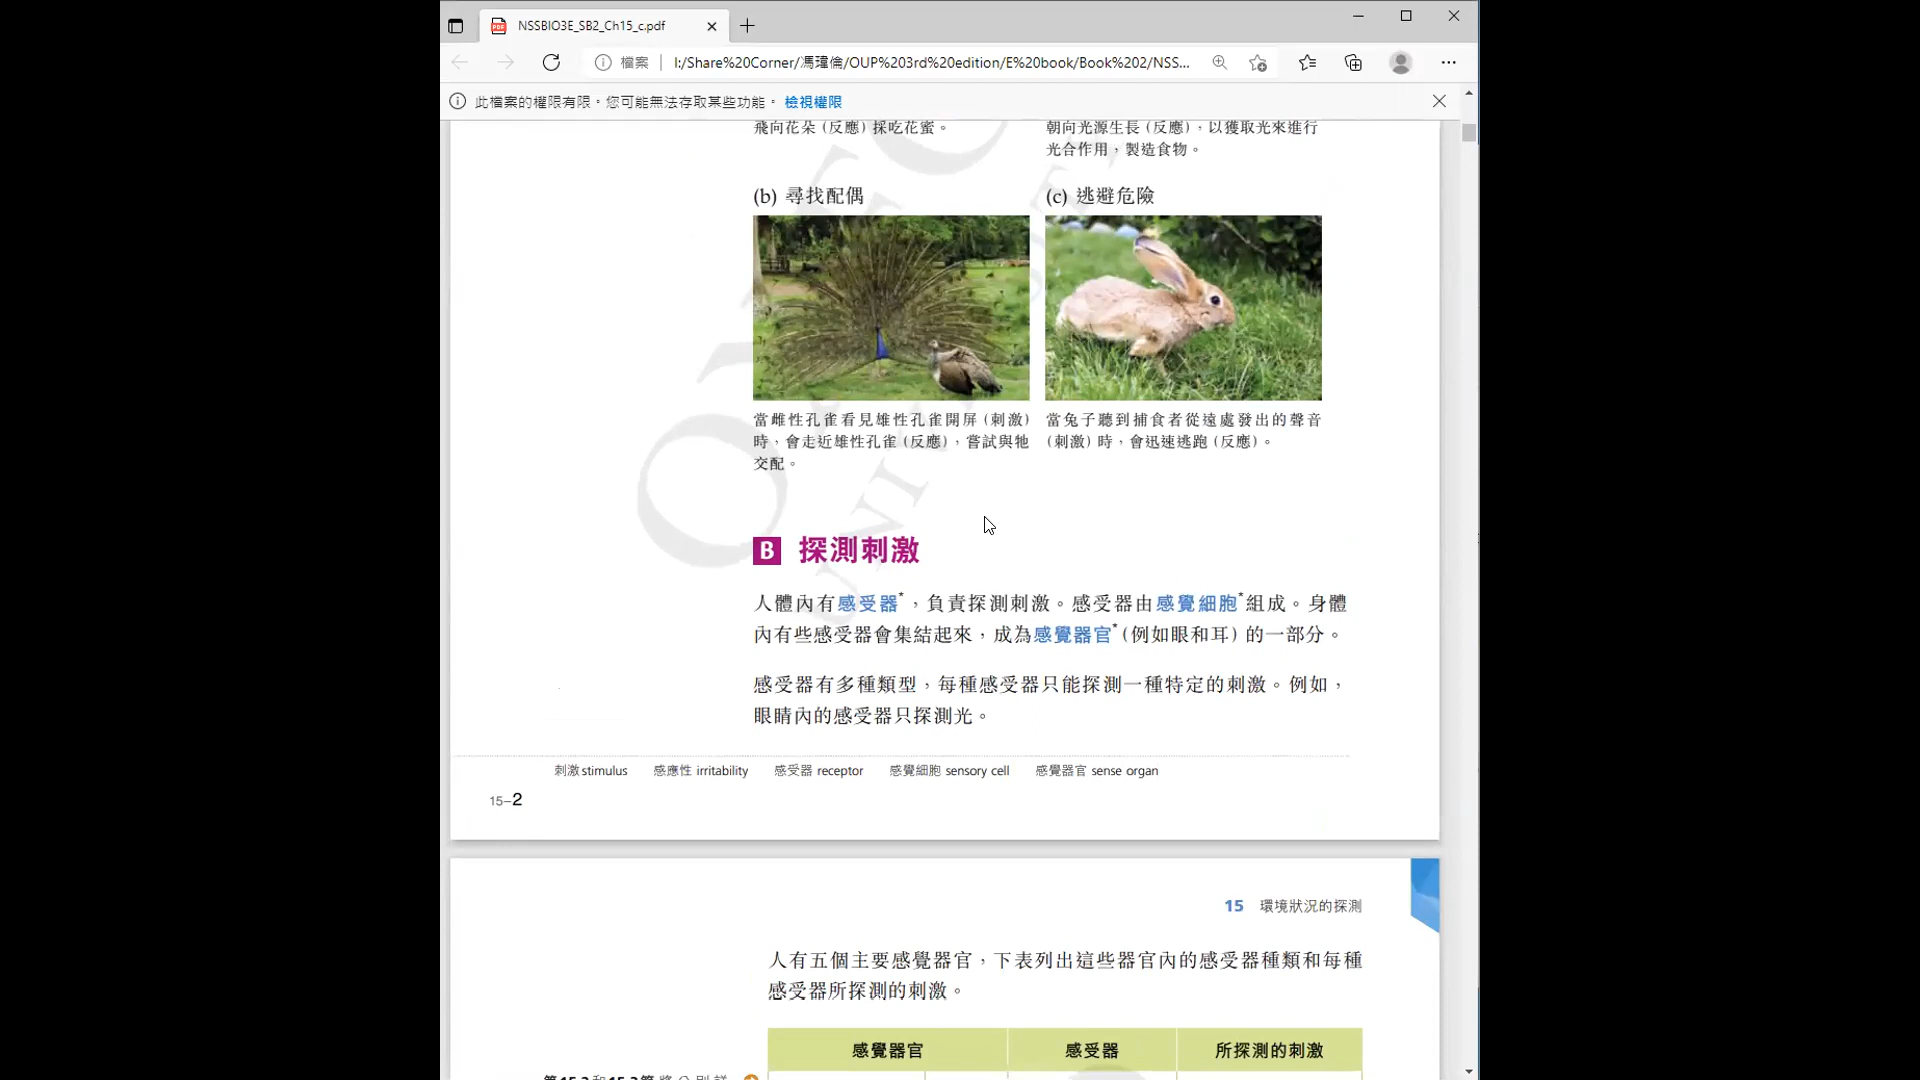 NSSBIO3E_SB2_Ch15_c.pdf
檔案 I:/Share%20Corner/馮瑋倫/OUP%203rd%20edition/E%20book/Book%202/NSS...
此檔案的權限有限。您可能無法存取某些功能。 檢視權限
飛向花朵 (反應) 採吃花蜜。
朝向光源生長 (反應)，以獲取光來進行
光合作用，製造食物。
(b) 尋找配偶
(c) 逃避危險
當雌性孔雀看見雄性孔雀開屏 (刺激)
時，會走近雄性孔雀 (反應)，嘗試與牠
交配。
當兔子聽到捕食者從遠處發出的聲音
(刺激) 時，會迅速逃跑 (反應)。
B 探測刺激
人體內有感受器*，負責探測刺激。感受器由感覺細胞*組成。身體
內有些感受器會集結起來，成為感覺器官* (例如眼和耳) 的一部分。
感受器有多種類型，每種感受器只能探測一種特定的刺激。例如，
眼睛內的感受器只探測光。
刺激 stimulus 感應性 irritability 感受器 receptor 感覺細胞 sensory cell 感覺器官 sense organ
15–2
15 環境狀況的探測
人有五個主要感覺器官，下表列出這些器官內的感受器種類和每種
感受器所探測的刺激。
感覺器官 感受器 所探測的刺激